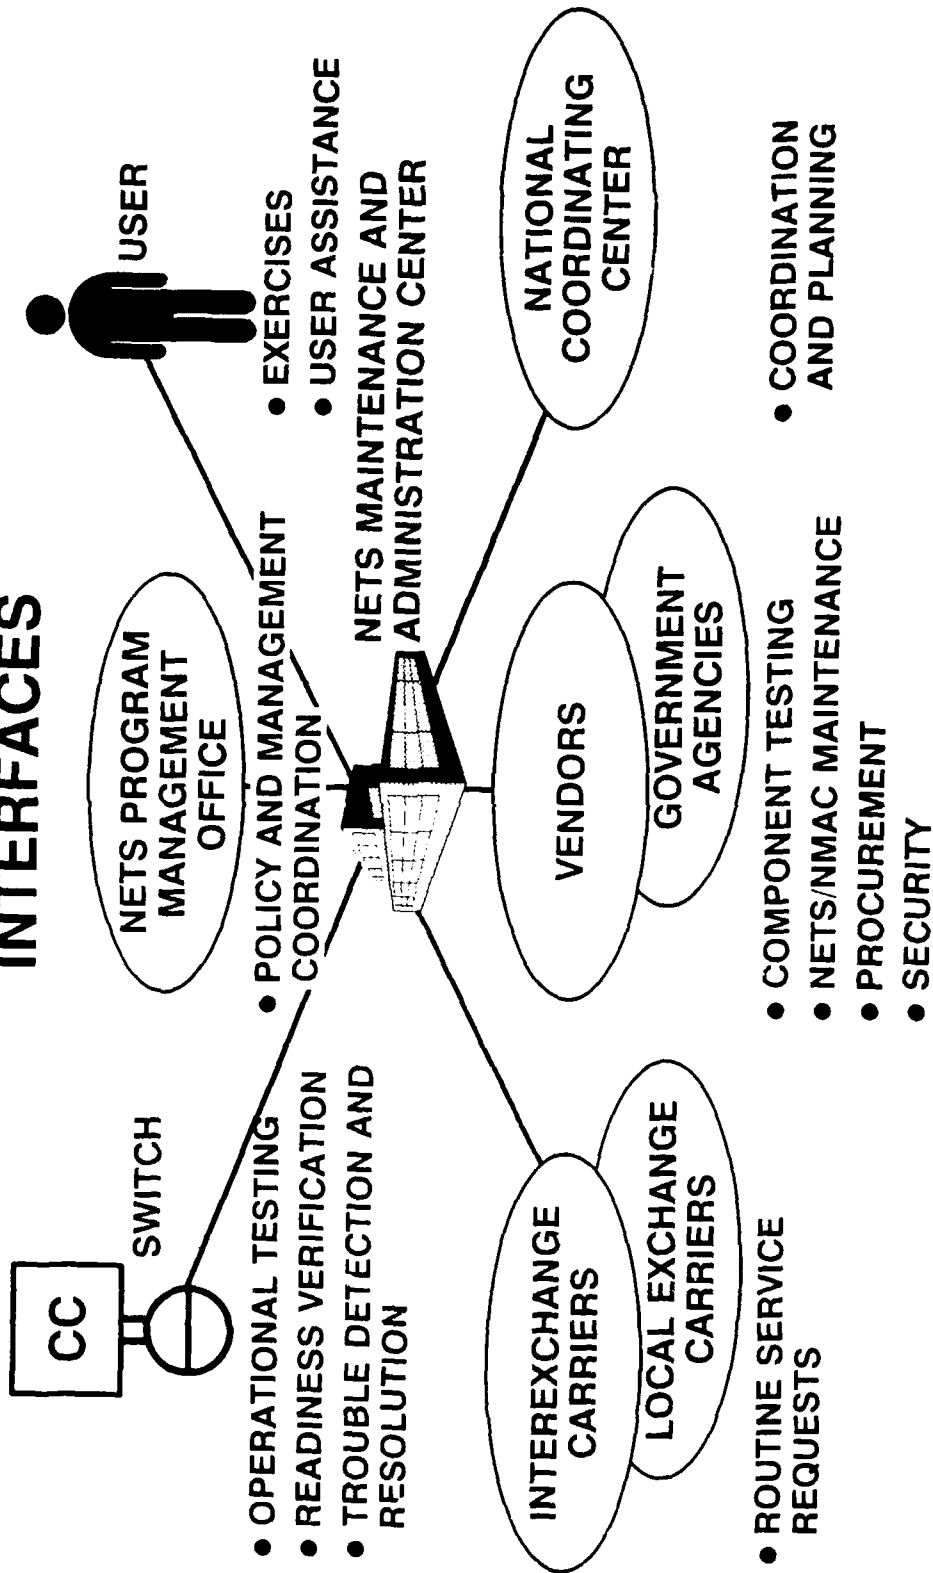 INTERFACES
CC
SWITCH
NETS PROGRAM
MANAGEMENT
OFFICE
USER
• OPERATIONAL TESTING
• READINESS VERIFICATION
• TROUBLE DETECTION AND
RESOLUTION
• POLICY AND MANAGEMENT
COORDINATION
• EXERCISES
• USER ASSISTANCE
NETS MAINTENANCE AND
ADMINISTRATION CENTER
INTEREXCHANGE
CARRIERS
LOCAL EXCHANGE
CARRIERS
VENDORS
GOVERNMENT
AGENCIES
NATIONAL
COORDINATING
CENTER
• ROUTINE SERVICE
REQUESTS
• COMPONENT TESTING
• NETS/NMAC MAINTENANCE
• PROCUREMENT
• SECURITY
• COORDINATION
AND PLANNING